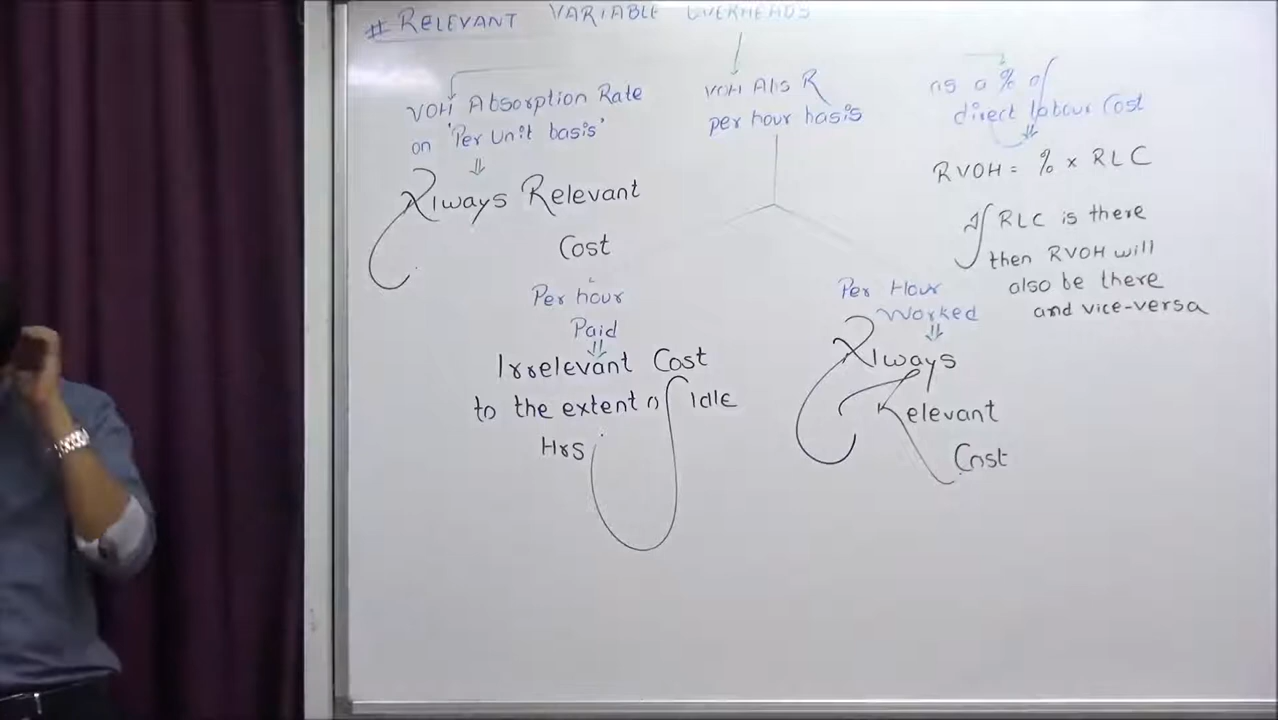 # RELEVANT VARIABLE OVERHEADS
VOH Absorption Rate
on 'Per Unit basis'
⇓
Always Relevant
Cost
VOH Abs R
per hour basis
Per hour
Paid
⇓
Irrelevant Cost
to the extent of Idle
Hrs
Per Hour
Worked
⇓
Always
Relevant
Cost
as a % of
direct labour Cost
⇓
RVOH = % × RLC
If RLC is there
then RVOH will
also be there
and vice-versa